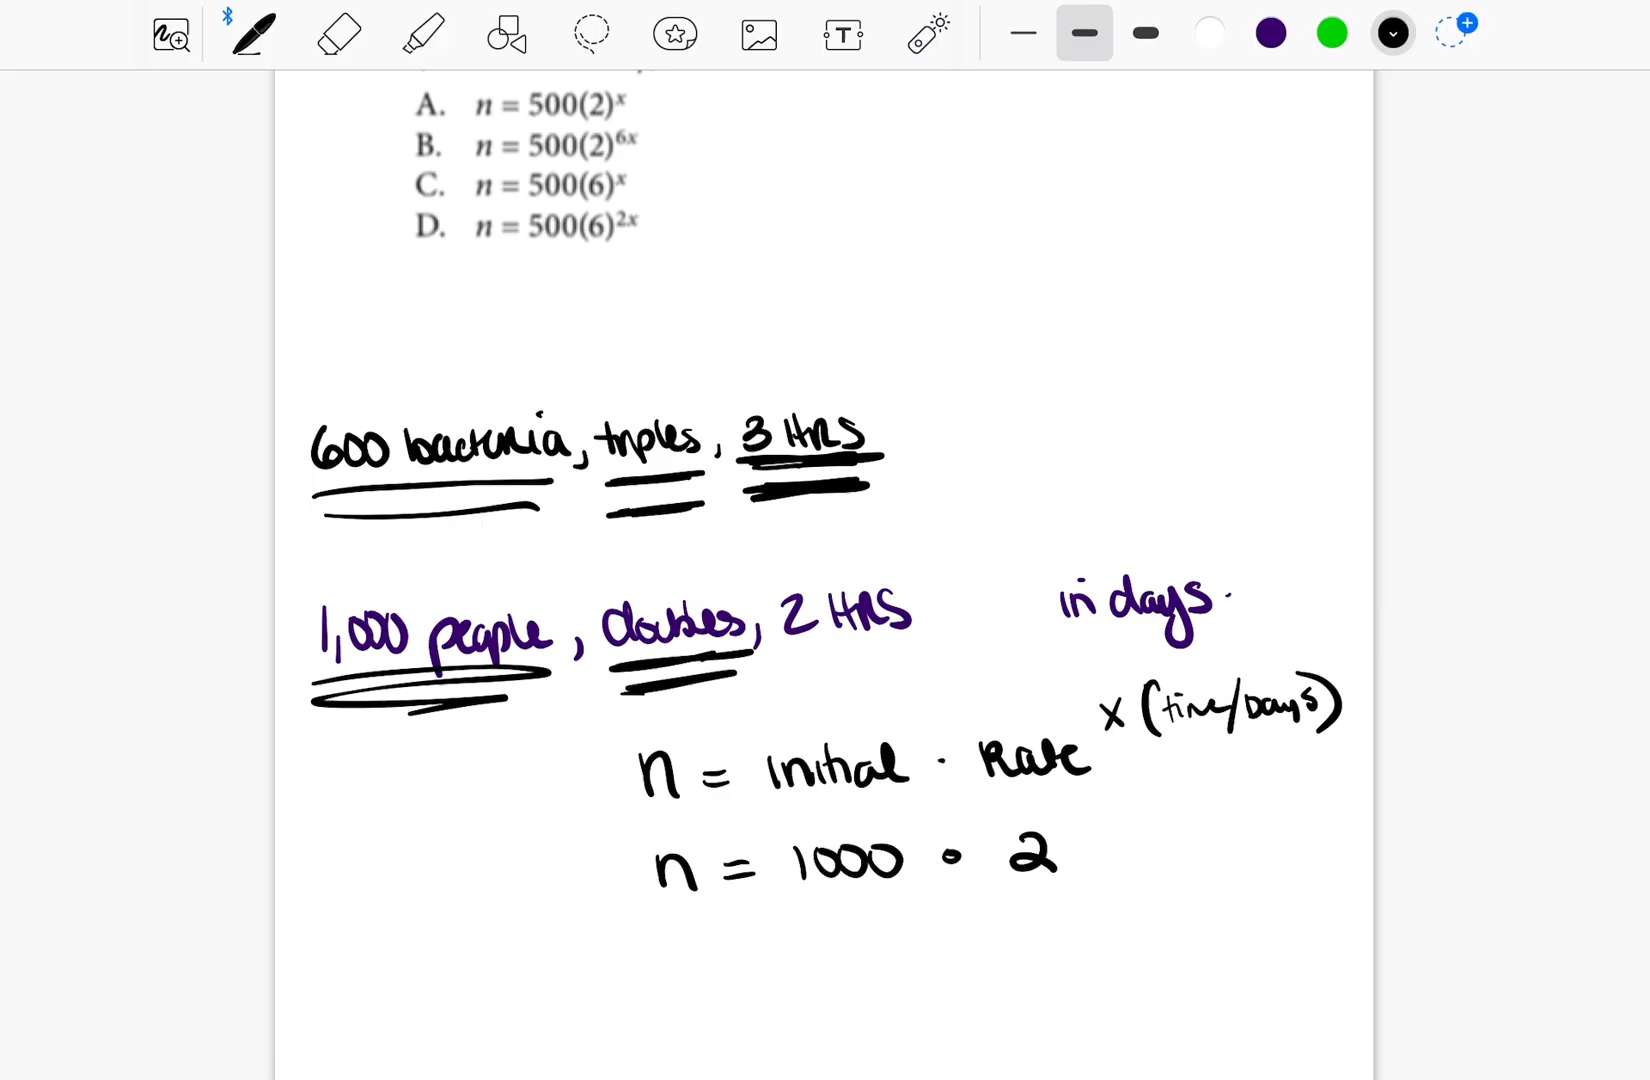 A. n = 500(2)ˣ
B. n = 500(2)⁶ˣ
C. n = 500(6)ˣ
D. n = 500(6)²ˣ
600 bacteria, triples, 3 HRS
1,000 people, doubles, 2 HRS in days.
x (time/Days)
n = initial · Rate
n = 1000 · 2